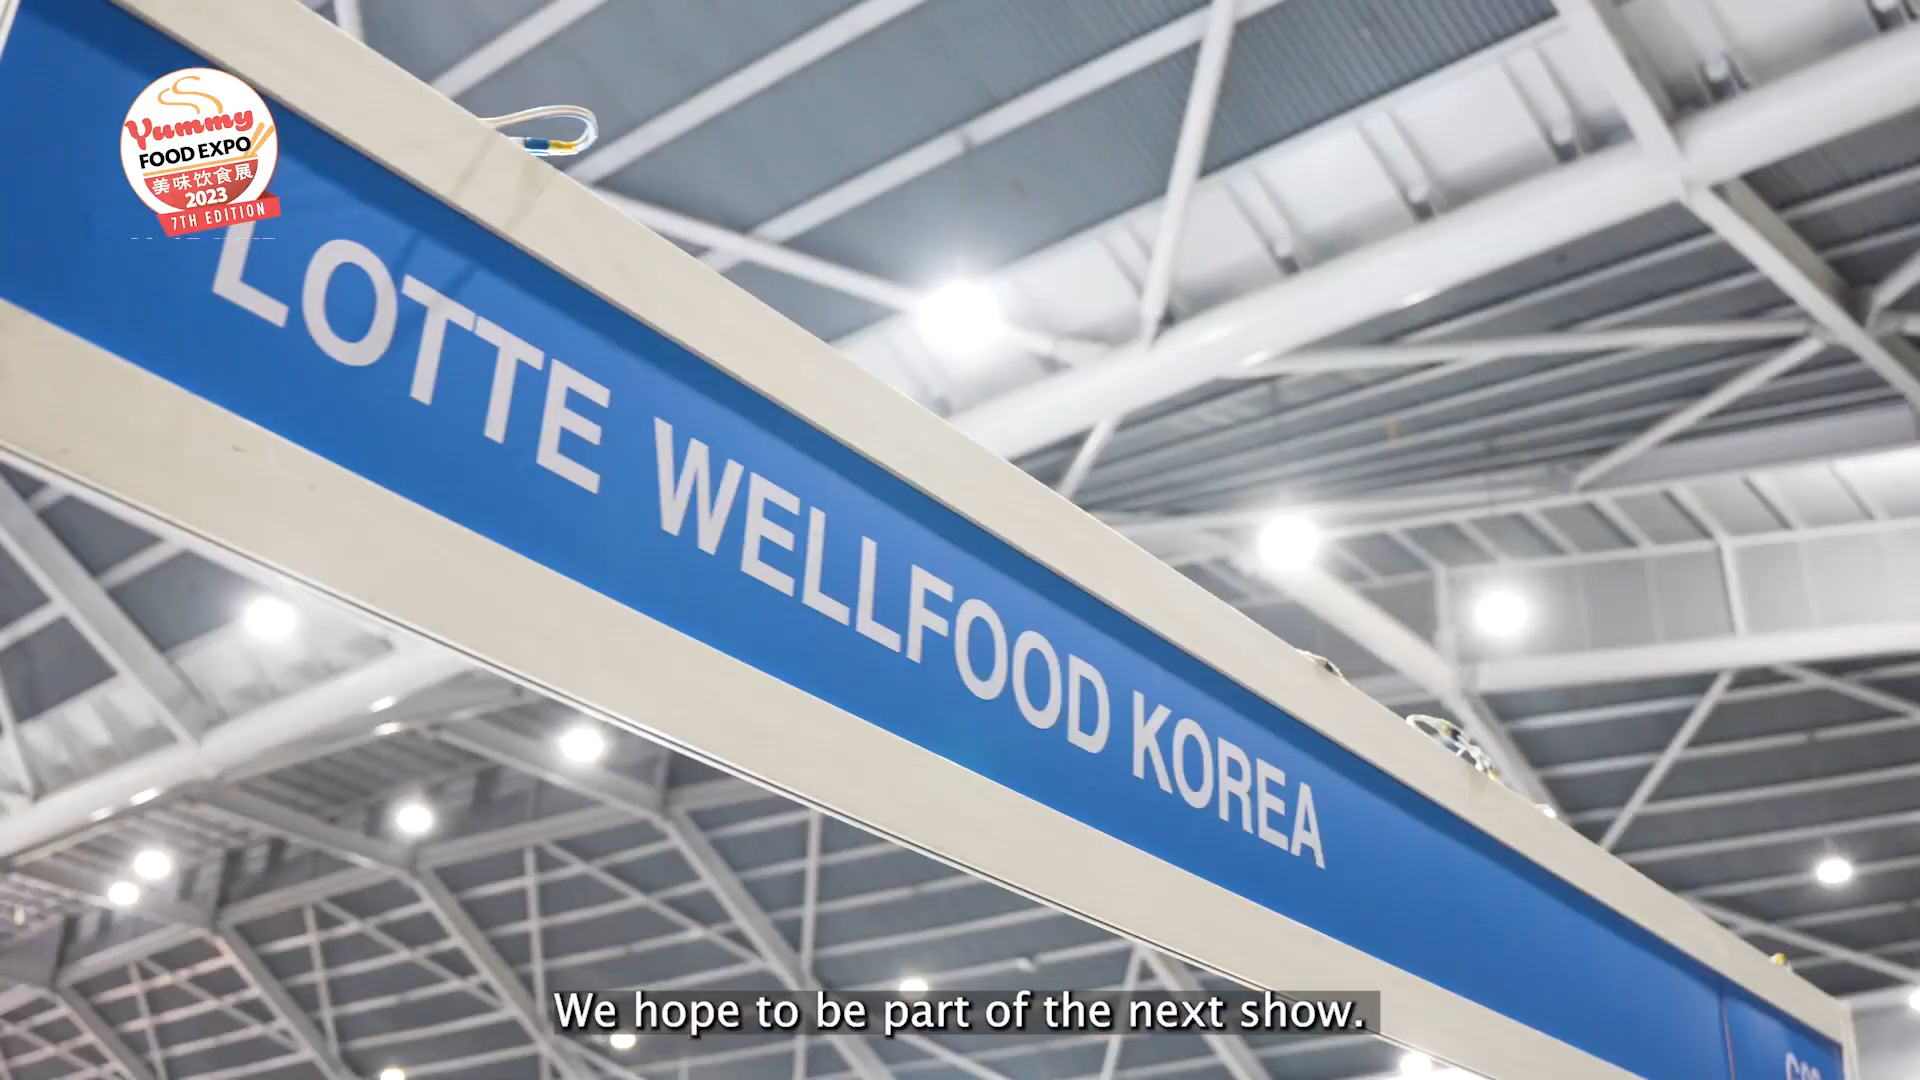 Yummy
FOOD EXPO
美味饮食展
2023
7TH EDITION
LOTTE WELLFOOD KOREA
We hope to be part of the next show.